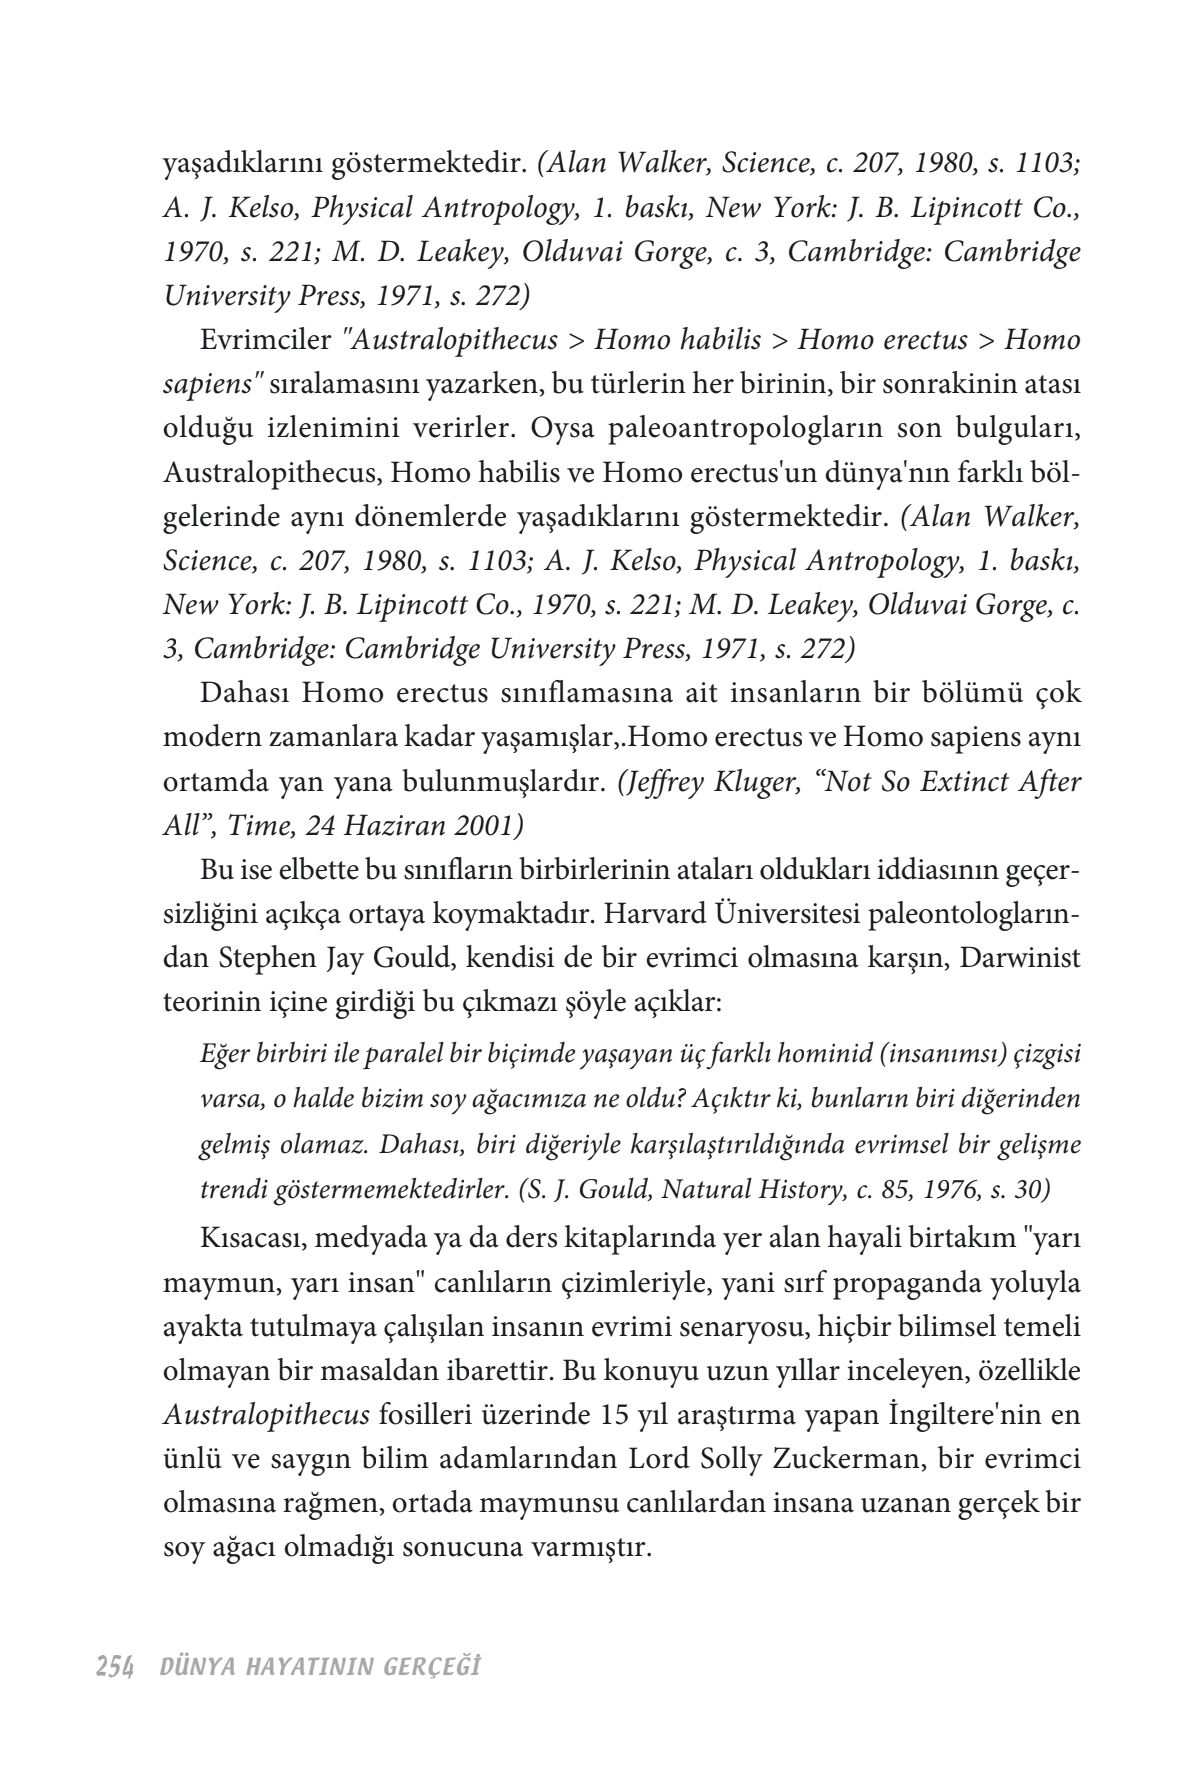 yaşadıklarını göstermektedir. (Alan Walker, Science, c. 207, 1980, s. 1103;
A. J. Kelso, Physical Antropology, 1. baskı, New York: J. B. Lipincott Co.,
1970, s. 221; M. D. Leakey, Olduvai Gorge, c. 3, Cambridge: Cambridge
University Press, 1971, s. 272)
Evrimciler "Australopithecus > Homo habilis > Homo erectus > Homo
sapiens" sıralamasını yazarken, bu türlerin her birinin, bir sonrakinin atası
olduğu izlenimini verirler. Oysa paleoantropologların son bulguları,
Australopithecus, Homo habilis ve Homo erectus'un dünya'nın farklı böl-
gelerinde aynı dönemlerde yaşadıklarını göstermektedir. (Alan Walker,
Science, c. 207, 1980, s. 1103; A. J. Kelso, Physical Antropology, 1. baskı,
New York: J. B. Lipincott Co., 1970, s. 221; M. D. Leakey, Olduvai Gorge, c.
3, Cambridge: Cambridge University Press, 1971, s. 272)
Dahası Homo erectus sınıflamasına ait insanların bir bölümü çok
modern zamanlara kadar yaşamışlar,.Homo erectus ve Homo sapiens aynı
ortamda yan yana bulunmuşlardır. (Jeffrey Kluger, “Not So Extinct After
All”, Time, 24 Haziran 2001)
Bu ise elbette bu sınıfların birbirlerinin ataları oldukları iddiasının geçer-
sizliğini açıkça ortaya koymaktadır. Harvard Üniversitesi paleontologların-
dan Stephen Jay Gould, kendisi de bir evrimci olmasına karşın, Darwinist
teorinin içine girdiği bu çıkmazı şöyle açıklar:
Eğer birbiri ile paralel bir biçimde yaşayan üç farklı hominid (insanımsı) çizgisi
varsa, o halde bizim soy ağacımıza ne oldu? Açıktır ki, bunların biri diğerinden
gelmiş olamaz. Dahası, biri diğeriyle karşılaştırıldığında evrimsel bir gelişme
trendi göstermemektedirler. (S. J. Gould, Natural History, c. 85, 1976, s. 30)
Kısacası, medyada ya da ders kitaplarında yer alan hayali birtakım "yarı
maymun, yarı insan" canlıların çizimleriyle, yani sırf propaganda yoluyla
ayakta tutulmaya çalışılan insanın evrimi senaryosu, hiçbir bilimsel temeli
olmayan bir masaldan ibarettir. Bu konuyu uzun yıllar inceleyen, özellikle
Australopithecus fosilleri üzerinde 15 yıl araştırma yapan İngiltere'nin en
ünlü ve saygın bilim adamlarından Lord Solly Zuckerman, bir evrimci
olmasına rağmen, ortada maymunsu canlılardan insana uzanan gerçek bir
soy ağacı olmadığı sonucuna varmıştır.
254 DÜNYA HAYATININ GERÇEĞİ